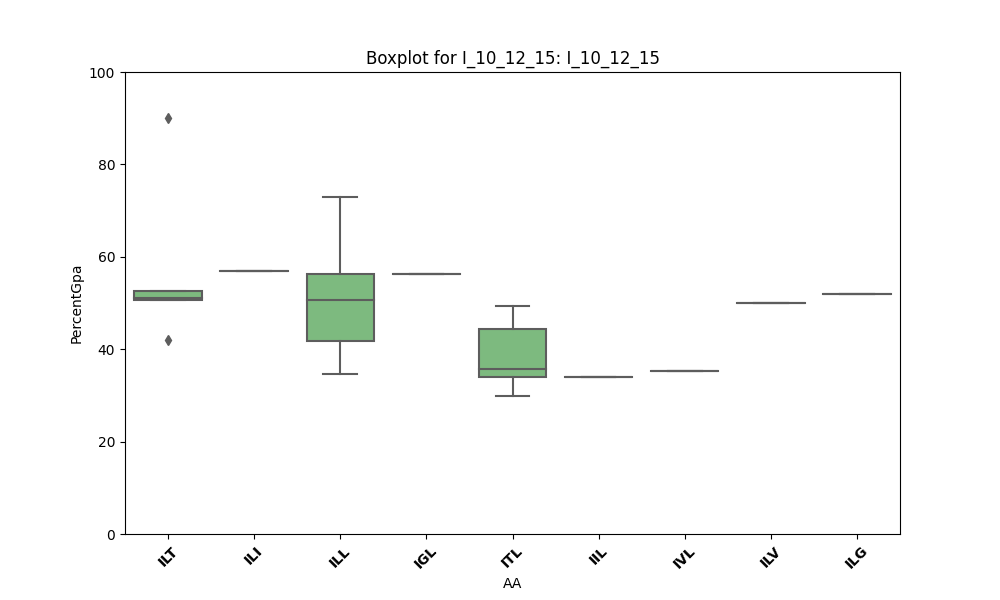 Boxplot for I_10_12_15: I_10_12_15
100
80
60
40
20
0
PercentGpa
ILT
ILI
ILL
IGL
ITL
IIL
IVL
ILV
ILG
AA